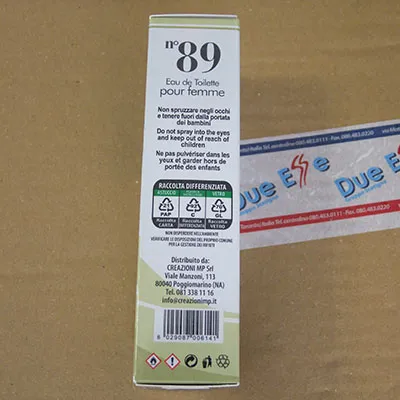 n° 89
Eau de Toilette
pour femme
Non spruzzare negli occhi
e tenere fuori dalla portata
dei bambini
Do not spray into the eyes
and keep out of reach of
children
Ne pas pulvériser dans les
yeux et garder hors de
portée des enfants
RACCOLTA DIFFERENZIATA
ASTUCCIO VETRO
PAP GL
Raccolta Raccolta Raccolta
CARTA VETRO
NON DISPERDERE NELL'AMBIENTE
VERIFICARE LE DISPOSIZIONI DEL PROPRIO COMUNE
PER LA GESTIONE DEI RIFIUTI
Distribuito da:
CREAZIONI MP Srl
Viale Manzoni, 113
80040 Poggiomarino (NA)
Tel. 081 338 11 16
info@creazionimp.it
6 029087 006141
Due Esse
Due E